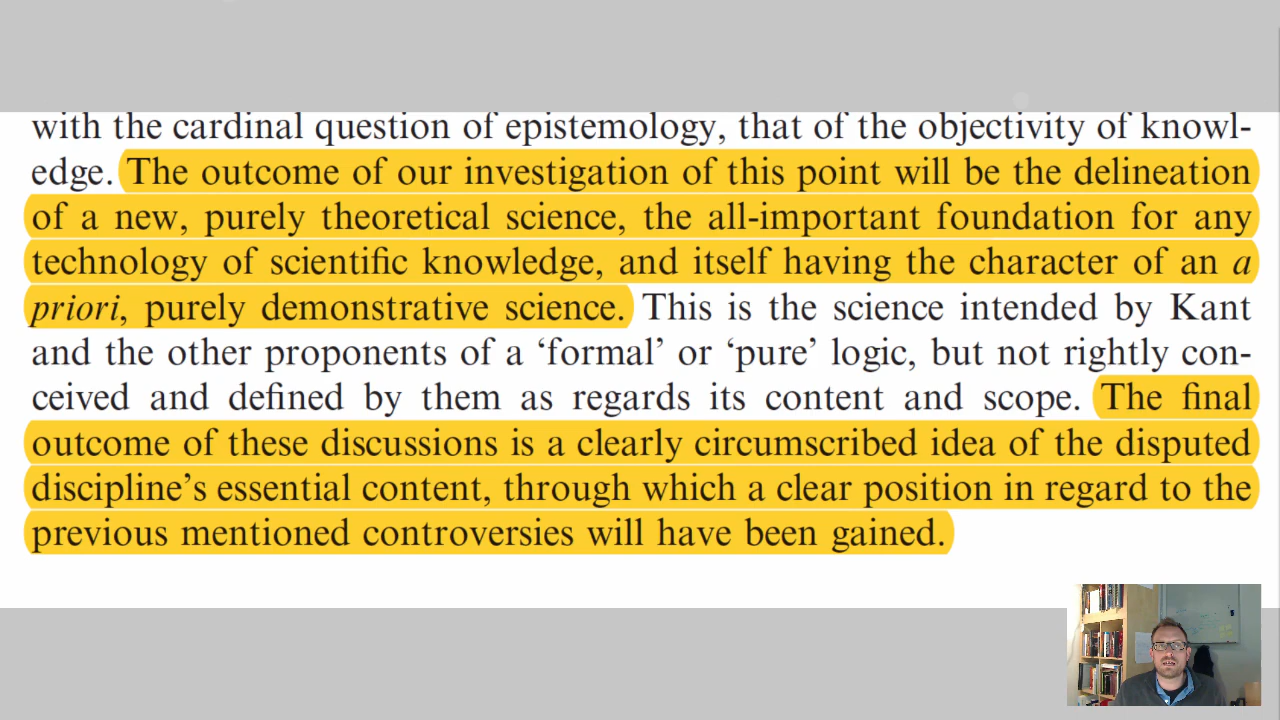 with the cardinal question of epistemology, that of the objectivity of knowl-
edge. The outcome of our investigation of this point will be the delineation
of a new, purely theoretical science, the all-important foundation for any
technology of scientific knowledge, and itself having the character of an a
priori, purely demonstrative science. This is the science intended by Kant
and the other proponents of a ‘formal’ or ‘pure’ logic, but not rightly con-
ceived and defined by them as regards its content and scope. The final
outcome of these discussions is a clearly circumscribed idea of the disputed
discipline’s essential content, through which a clear position in regard to the
previous mentioned controversies will have been gained.